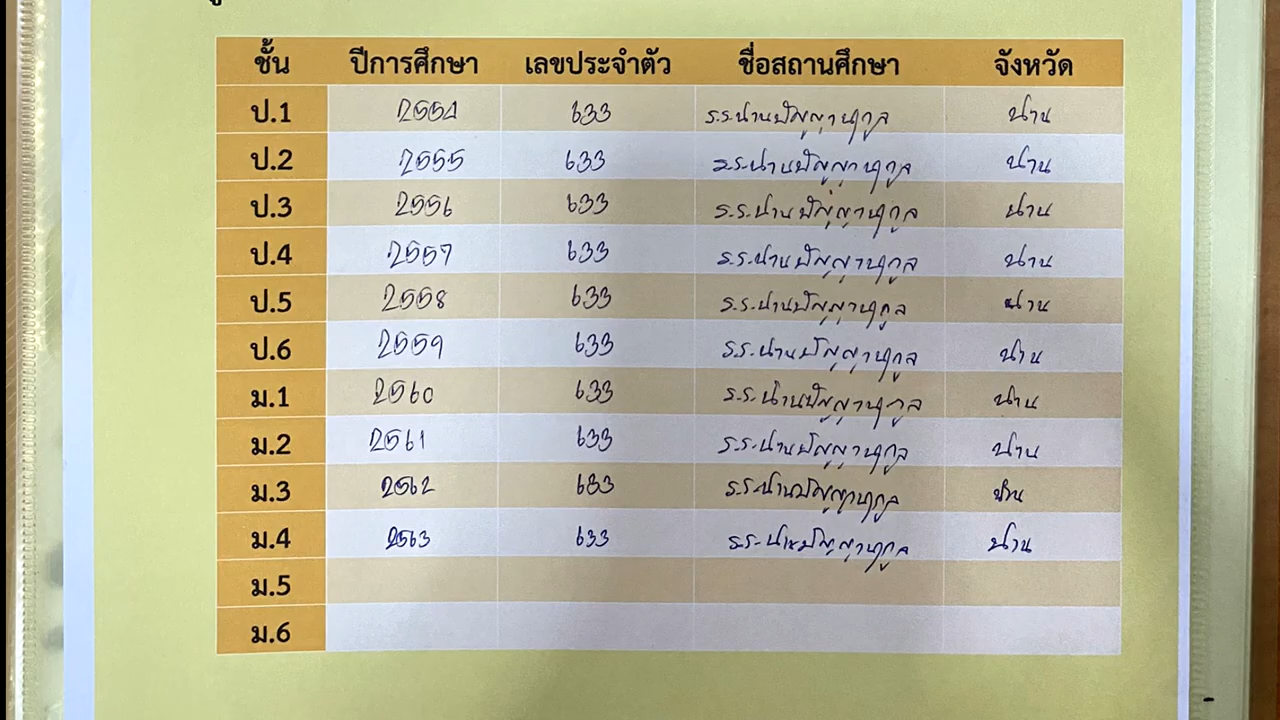 ชั้น ปีการศึกษา เลขประจำตัว ชื่อสถานศึกษา จังหวัด
ป.1 2554 633 ร.ร.น่านปัญญานุกูล น่าน
ป.2 2555 633 ร.ร.น่านปัญญานุกูล น่าน
ป.3 2556 633 ร.ร.น่านปัญญานุกูล น่าน
ป.4 2557 633 ร.ร.น่านปัญญานุกูล น่าน
ป.5 2558 633 ร.ร.น่านปัญญานุกูล น่าน
ป.6 2559 633 ร.ร.น่านปัญญานุกูล น่าน
ม.1 2560 633 ร.ร.น่านปัญญานุกูล น่าน
ม.2 2561 633 ร.ร.น่านปัญญานุกูล น่าน
ม.3 2562 633 ร.ร.น่านปัญญานุกูล น่าน
ม.4 2563 633 ร.ร.น่านปัญญานุกูล น่าน
ม.5
ม.6